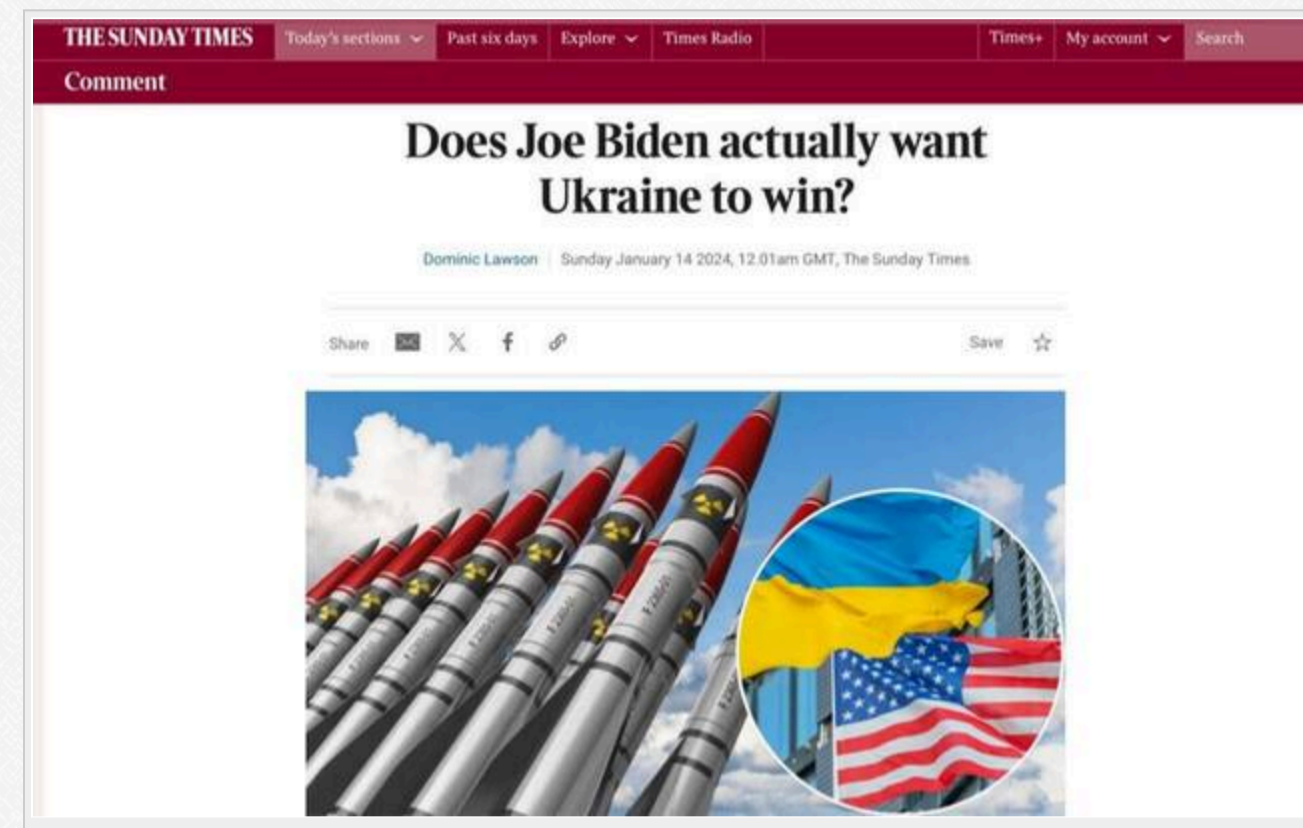 THE SUNDAY TIMES Today's sections Past six days Explore Times Radio Times+ My account Search
Comment
Does Joe Biden actually want
Ukraine to win?
Dominic Lawson Sunday January 14 2024, 12.01am GMT, The Sunday Times
Share Save